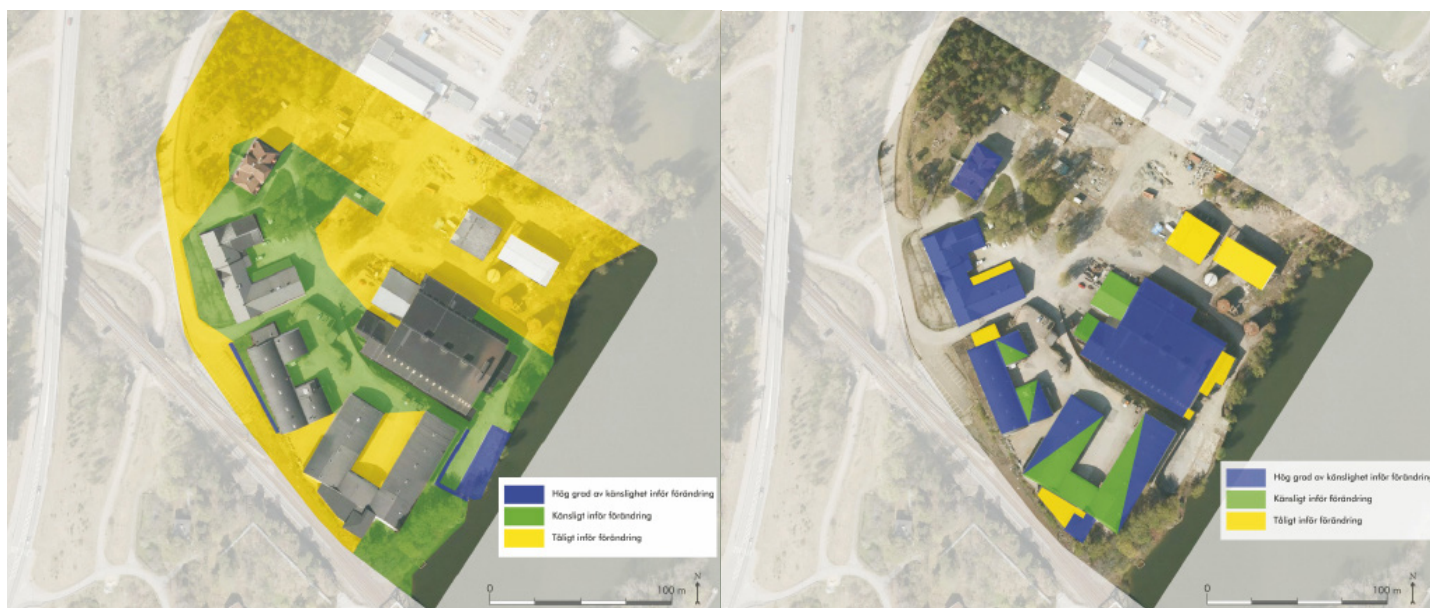 Hög grad av känslighet inför förändring
Känsligt inför förändring
Tåligt inför förändring
0 100 m
N
Hög grad av känslighet inför förändring
Känsligt inför förändring
Tåligt inför förändring
0 100 m
N